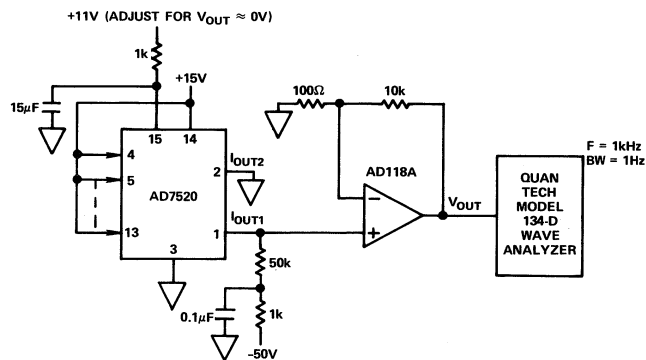 +11V (ADJUST FOR VOUT ≈ 0V)
1k
+15V
15μF
15
14
4
5
13
AD7520
2
IOUT2
1
IOUT1
3
50k
0.1μF
1k
–50V
100Ω
10k
AD118A
–
+
VOUT
QUAN
TECH
MODEL
134-D
WAVE
ANALYZER
F = 1kHz
BW = 1Hz